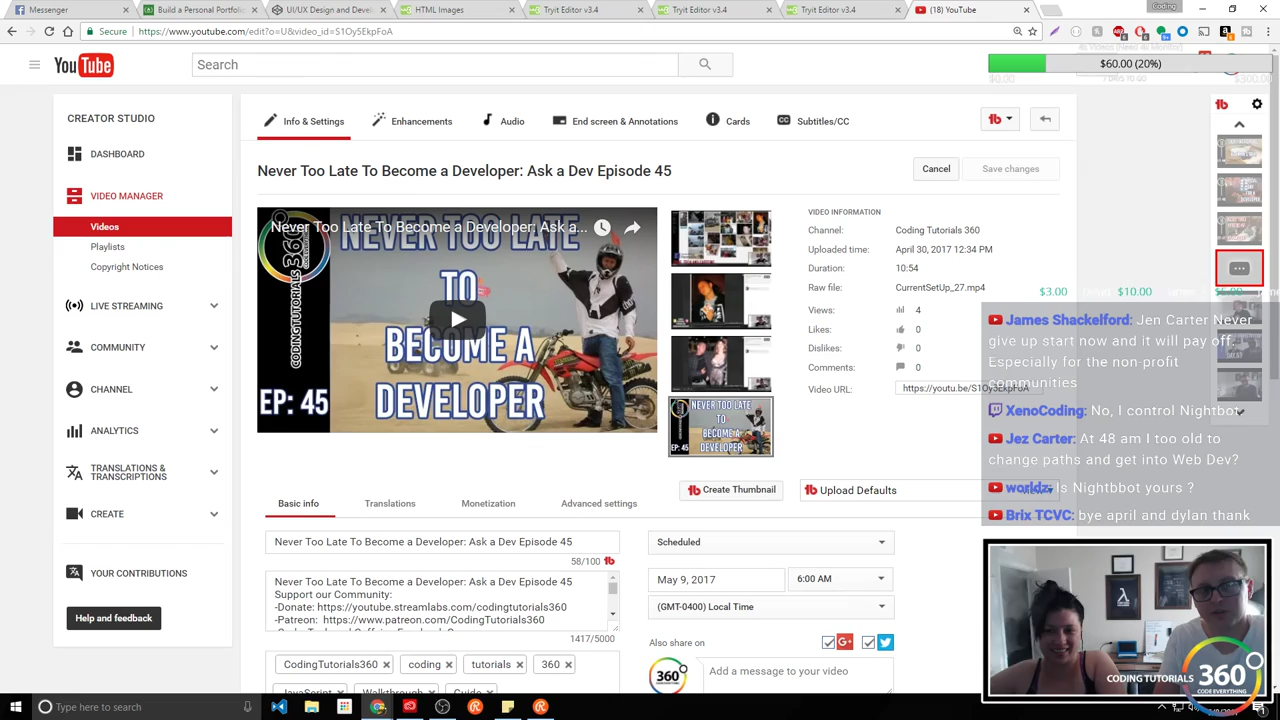 Coding
Messenger
Build a Personal Portfolio
UI/UX Design and Devel
HTML Images
Tryit Editor v3.4
Tryit Editor v3.4
Tryit Editor v3.4
(18) YouTube
Secure
https://www.youtube.com/edit?o=U&video_id=S1Oy5EkpFoA
YouTube
Search
$60.00 (20%)
$0.00
CREATOR STUDIO
DASHBOARD
VIDEO MANAGER
Videos
Playlists
Copyright Notices
LIVE STREAMING
COMMUNITY
CHANNEL
ANALYTICS
TRANSLATIONS &
TRANSCRIPTIONS
CREATE
YOUR CONTRIBUTIONS
Help and feedback
Info & Settings
Enhancements
Audio
End screen & Annotations
Cards
Subtitles/CC
Never Too Late To Become a Developer: Ask a Dev Episode 45
Cancel
Save changes
Never Too Late To Become a Developer: Ask a...
NEVER TOO LATE
TO
BECOME A
DEVELOPER
EP: 45
360
CODING TUTORIALS 360
NEVER TOO LATE
TO
BECOME A
DEVELOPER
EP: 45
VIDEO INFORMATION
Channel: Coding Tutorials 360
Uploaded time: April 30, 2017 12:34 PM
Duration: 10:54
Raw file: CurrentSetUp_27.mp4
Views: 4
Likes: 0
Dislikes: 0
Comments: 0
Video URL: https://youtu.be/S1Oy5EkpFoA
Create Thumbnail
Upload Defaults
Basic info
Translations
Monetization
Advanced settings
Never Too Late To Become a Developer: Ask a Dev Episode 45
58/100
Never Too Late To Become a Developer: Ask a Dev Episode 45
Support our Community:
-Donate: https://youtube.streamlabs.com/codingtutorials360
-Patreon: https://www.patreon.com/CodingTutorials360
1417/5000
CodingTutorials360
coding
tutorials
360
JavaScript
Walkthrough
Guide
Scheduled
May 9, 2017
6:00 AM
(GMT-0400) Local Time
Also share on
Add a message to your video
360
$3.00
$10.00
James Shackelford: Jen Carter Never
give up start now and it will pay off.
Especially for the non-profit
communities
XenoCoding: No, I control Nightbot
Jez Carter: At 48 am I too old to
change paths and get into Web Dev?
worldz: Is Nightbbot yours ?
Brix TCVC: bye april and dylan thank
CODING TUTORIALS 360
CODE EVERYTHING
Type here to search